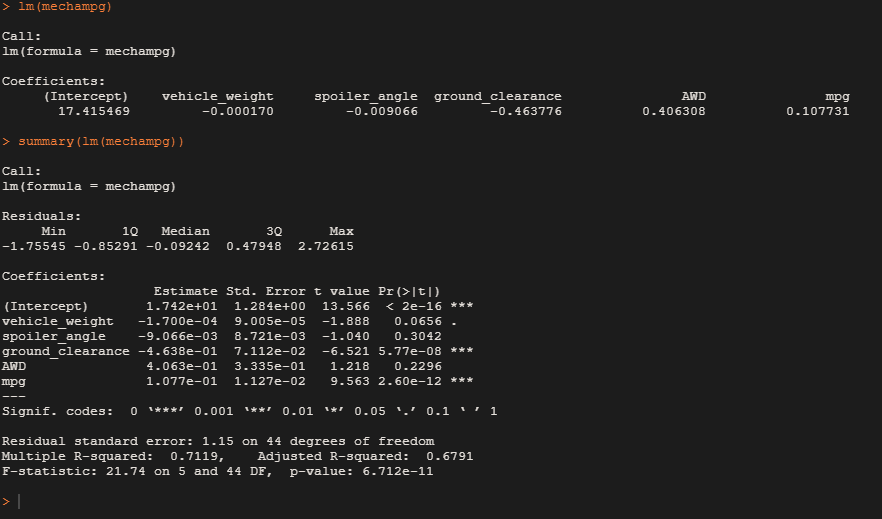 > lm(mechampg)
Call:
lm(formula = mechampg)
Coefficients:
(Intercept) vehicle_weight spoiler_angle ground_clearance AWD mpg
17.415469 -0.000170 -0.009066 -0.463776 0.406308 0.107731
> summary(lm(mechampg))
Call:
lm(formula = mechampg)
Residuals:
Min 1Q Median 3Q Max
-1.75545 -0.85291 -0.09242 0.47948 2.72615
Coefficients:
Estimate Std. Error t value Pr(>|t|)
(Intercept) 1.742e+01 1.284e+00 13.566 < 2e-16 ***
vehicle_weight -1.700e-04 9.005e-05 -1.888 0.0656 .
spoiler_angle -9.066e-03 8.721e-03 -1.040 0.3042
ground_clearance -4.638e-01 7.112e-02 -6.521 5.77e-08 ***
AWD 4.063e-01 3.335e-01 1.218 0.2296
mpg 1.077e-01 1.127e-02 9.563 2.60e-12 ***
---
Signif. codes: 0 ‘***’ 0.001 ‘**’ 0.01 ‘*’ 0.05 ‘.’ 0.1 ‘ ’ 1
Residual standard error: 1.15 on 44 degrees of freedom
Multiple R-squared: 0.7119, Adjusted R-squared: 0.6791
F-statistic: 21.74 on 5 and 44 DF, p-value: 6.712e-11
>